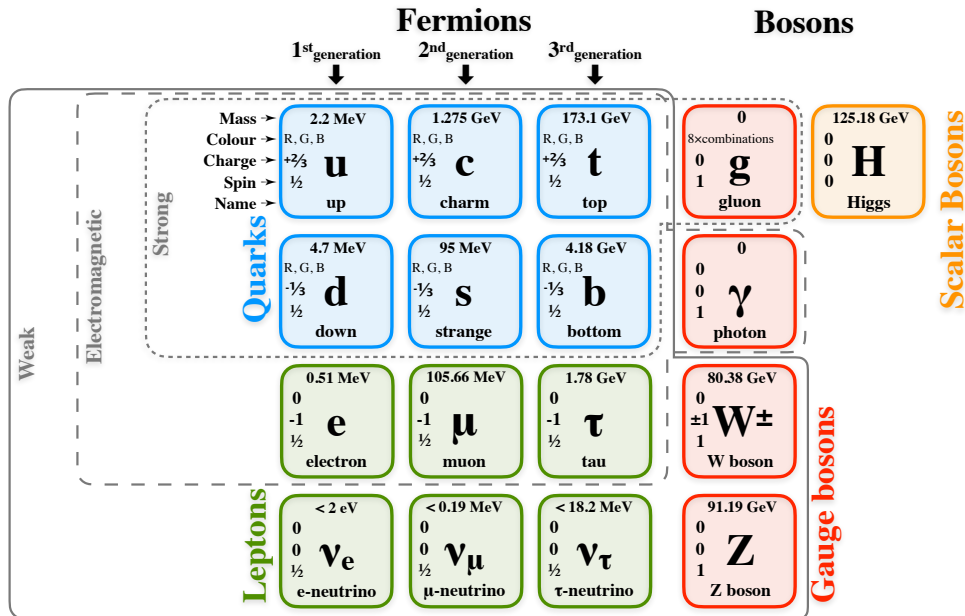 Fermions
Bosons
1st generation
2nd generation
3rd generation
Weak
Electromagnetic
Strong
Quarks
Leptons
Gauge bosons
Scalar Bosons
Mass
Colour
Charge
Spin
Name
2.2 MeV
R, G, B
+2/3
u
½
up
1.275 GeV
R, G, B
+2/3
c
½
charm
173.1 GeV
R, G, B
+2/3
t
½
top
0
8×combinations
0
g
1
gluon
125.18 GeV
0
0
H
0
Higgs
4.7 MeV
R, G, B
-1/3
d
½
down
95 MeV
R, G, B
-1/3
s
½
strange
4.18 GeV
R, G, B
-1/3
b
½
bottom
0
0
0
γ
1
photon
0.51 MeV
0
-1
e
½
electron
105.66 MeV
0
-1
μ
½
muon
1.78 GeV
0
-1
τ
½
tau
80.38 GeV
0
±1
W±
1
W boson
< 2 eV
0
0
νe
½
e-neutrino
< 0.19 MeV
0
0
νμ
½
μ-neutrino
< 18.2 MeV
0
0
ντ
½
τ-neutrino
91.19 GeV
0
0
Z
1
Z boson